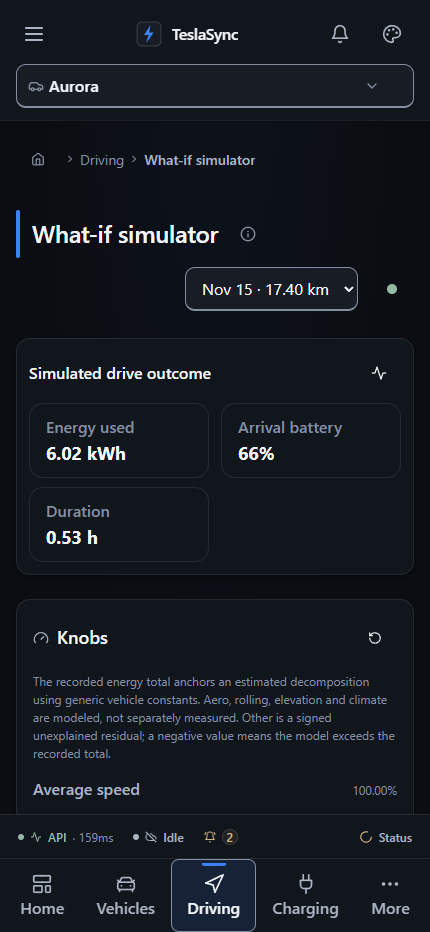 TeslaSync
Aurora
Driving What-if simulator
What-if simulator
Nov 15 · 17.40 km
Simulated drive outcome
Energy used
6.02 kWh
Arrival battery
66%
Duration
0.53 h
Knobs
The recorded energy total anchors an estimated decomposition
using generic vehicle constants. Aero, rolling, elevation and climate
are modeled, not separately measured. Other is a signed
unexplained residual; a negative value means the model exceeds the
recorded total.
Average speed 100.00%
API · 159ms Idle 2 Status
Home Vehicles Driving Charging More